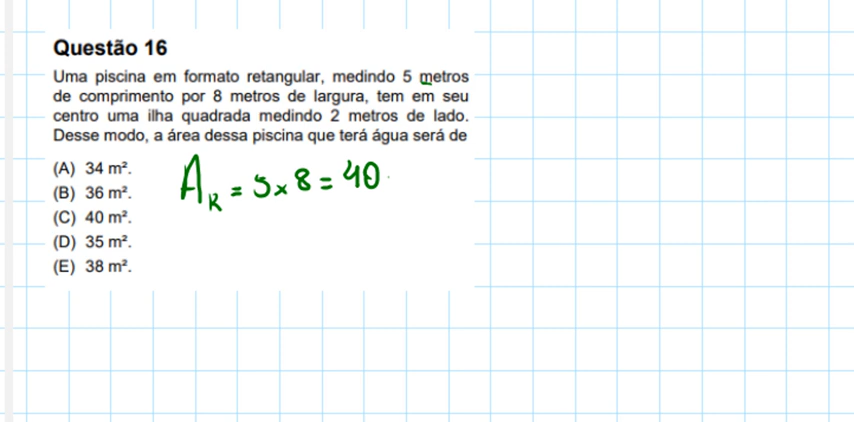 Questão 16
Uma piscina em formato retangular, medindo 5 metros
de comprimento por 8 metros de largura, tem em seu
centro uma ilha quadrada medindo 2 metros de lado.
Desse modo, a área dessa piscina que terá água será de
(A) 34 m².
(B) 36 m².
(C) 40 m².
(D) 35 m².
(E) 38 m².
A_R = 5 x 8 = 40